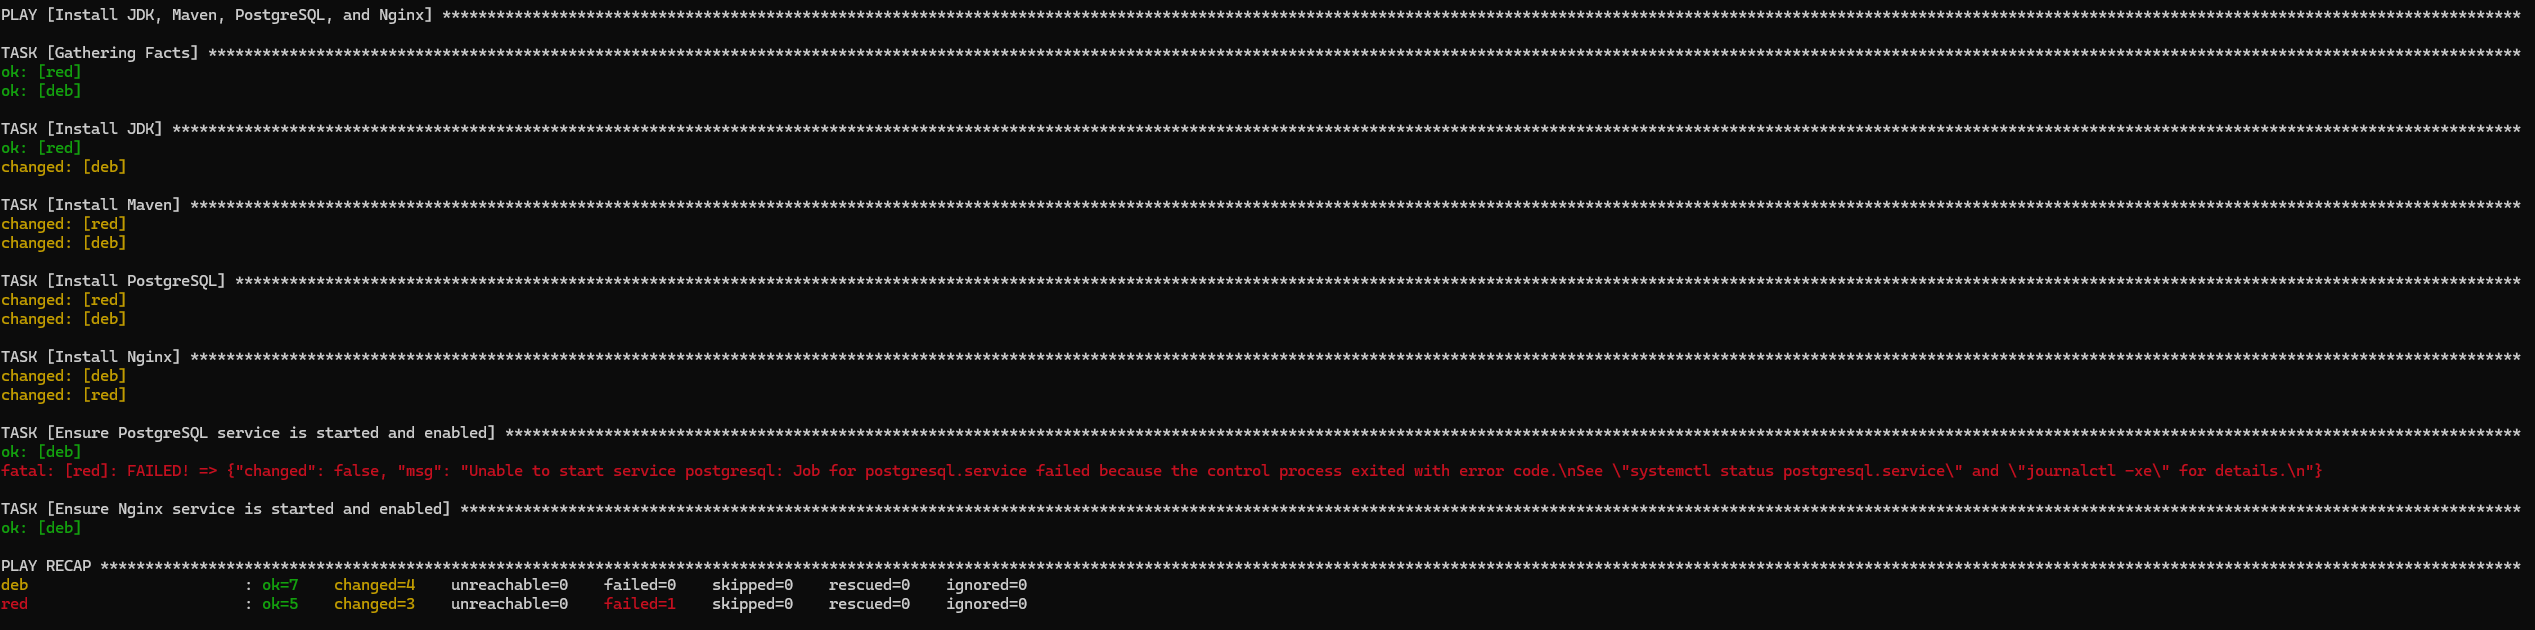 PLAY [Install JDK, Maven, PostgreSQL, and Nginx] ****************************************************************************************************
TASK [Gathering Facts] ****************************************************************************************************
ok: [red]
ok: [deb]
TASK [Install JDK] ****************************************************************************************************
ok: [red]
changed: [deb]
TASK [Install Maven] ****************************************************************************************************
changed: [red]
changed: [deb]
TASK [Install PostgreSQL] ****************************************************************************************************
changed: [red]
changed: [deb]
TASK [Install Nginx] ****************************************************************************************************
changed: [deb]
changed: [red]
TASK [Ensure PostgreSQL service is started and enabled] ****************************************************************************************************
ok: [deb]
fatal: [red]: FAILED! => {"changed": false, "msg": "Unable to start service postgresql: Job for postgresql.service failed because the control process exited with error code.\nSee \"systemctl status postgresql.service\" and \"journalctl -xe\" for details.\n"}
TASK [Ensure Nginx service is started and enabled] ****************************************************************************************************
ok: [deb]
PLAY RECAP ****************************************************************************************************
deb : ok=7 changed=4 unreachable=0 failed=0 skipped=0 rescued=0 ignored=0
red : ok=5 changed=3 unreachable=0 failed=1 skipped=0 rescued=0 ignored=0